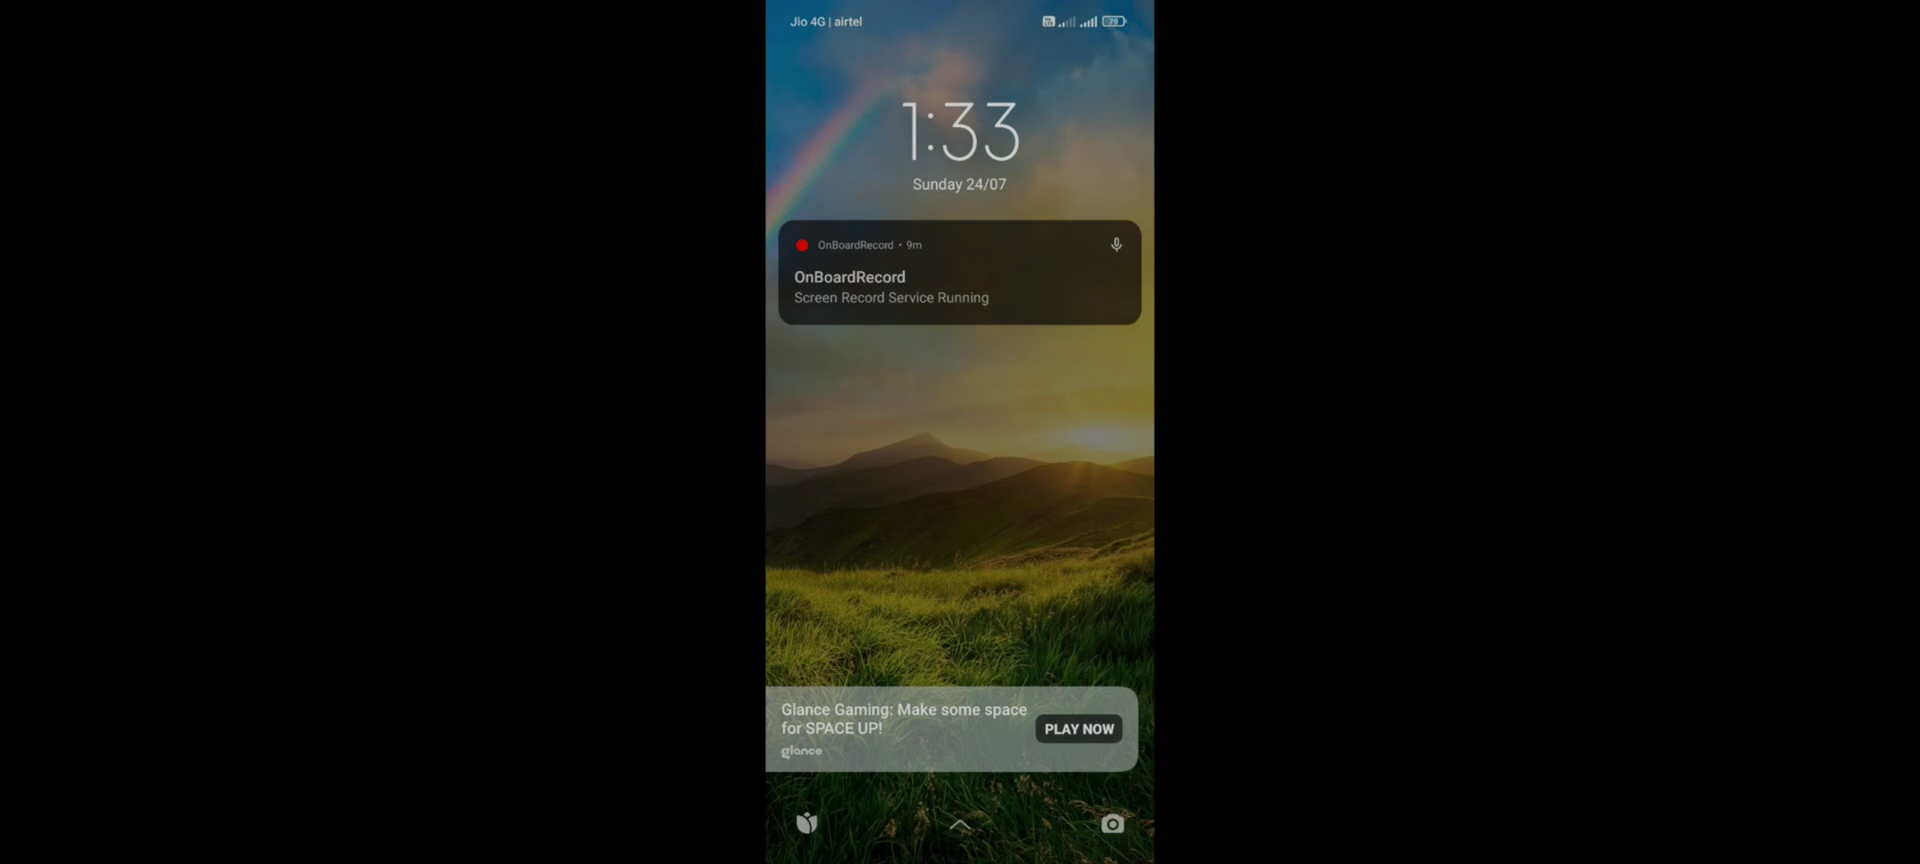 Jio 4G | airtel
79
1:33
Sunday 24/07
OnBoardRecord • 9m
OnBoardRecord
Screen Record Service Running
Glance Gaming: Make some space
for SPACE UP!
PLAY NOW
glance